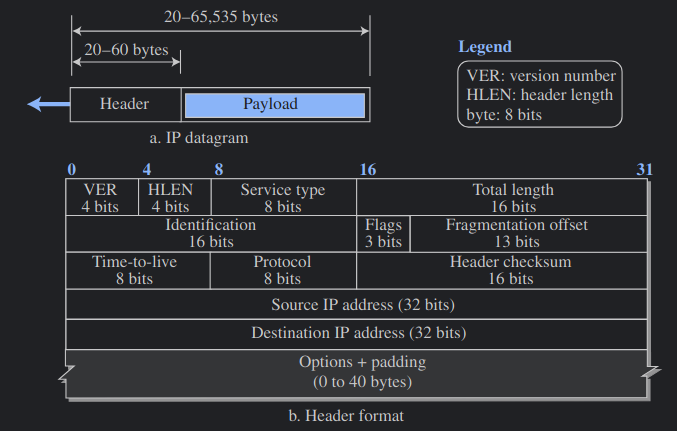 20–65,535 bytes
20–60 bytes
Header
Payload
a. IP datagram
Legend
VER: version number
HLEN: header length
byte: 8 bits
0 4 8 16 31
VER HLEN Service type Total length
4 bits 4 bits 8 bits 16 bits
Identification Flags Fragmentation offset
16 bits 3 bits 13 bits
Time-to-live Protocol Header checksum
8 bits 8 bits 16 bits
Source IP address (32 bits)
Destination IP address (32 bits)
Options + padding
(0 to 40 bytes)
b. Header format